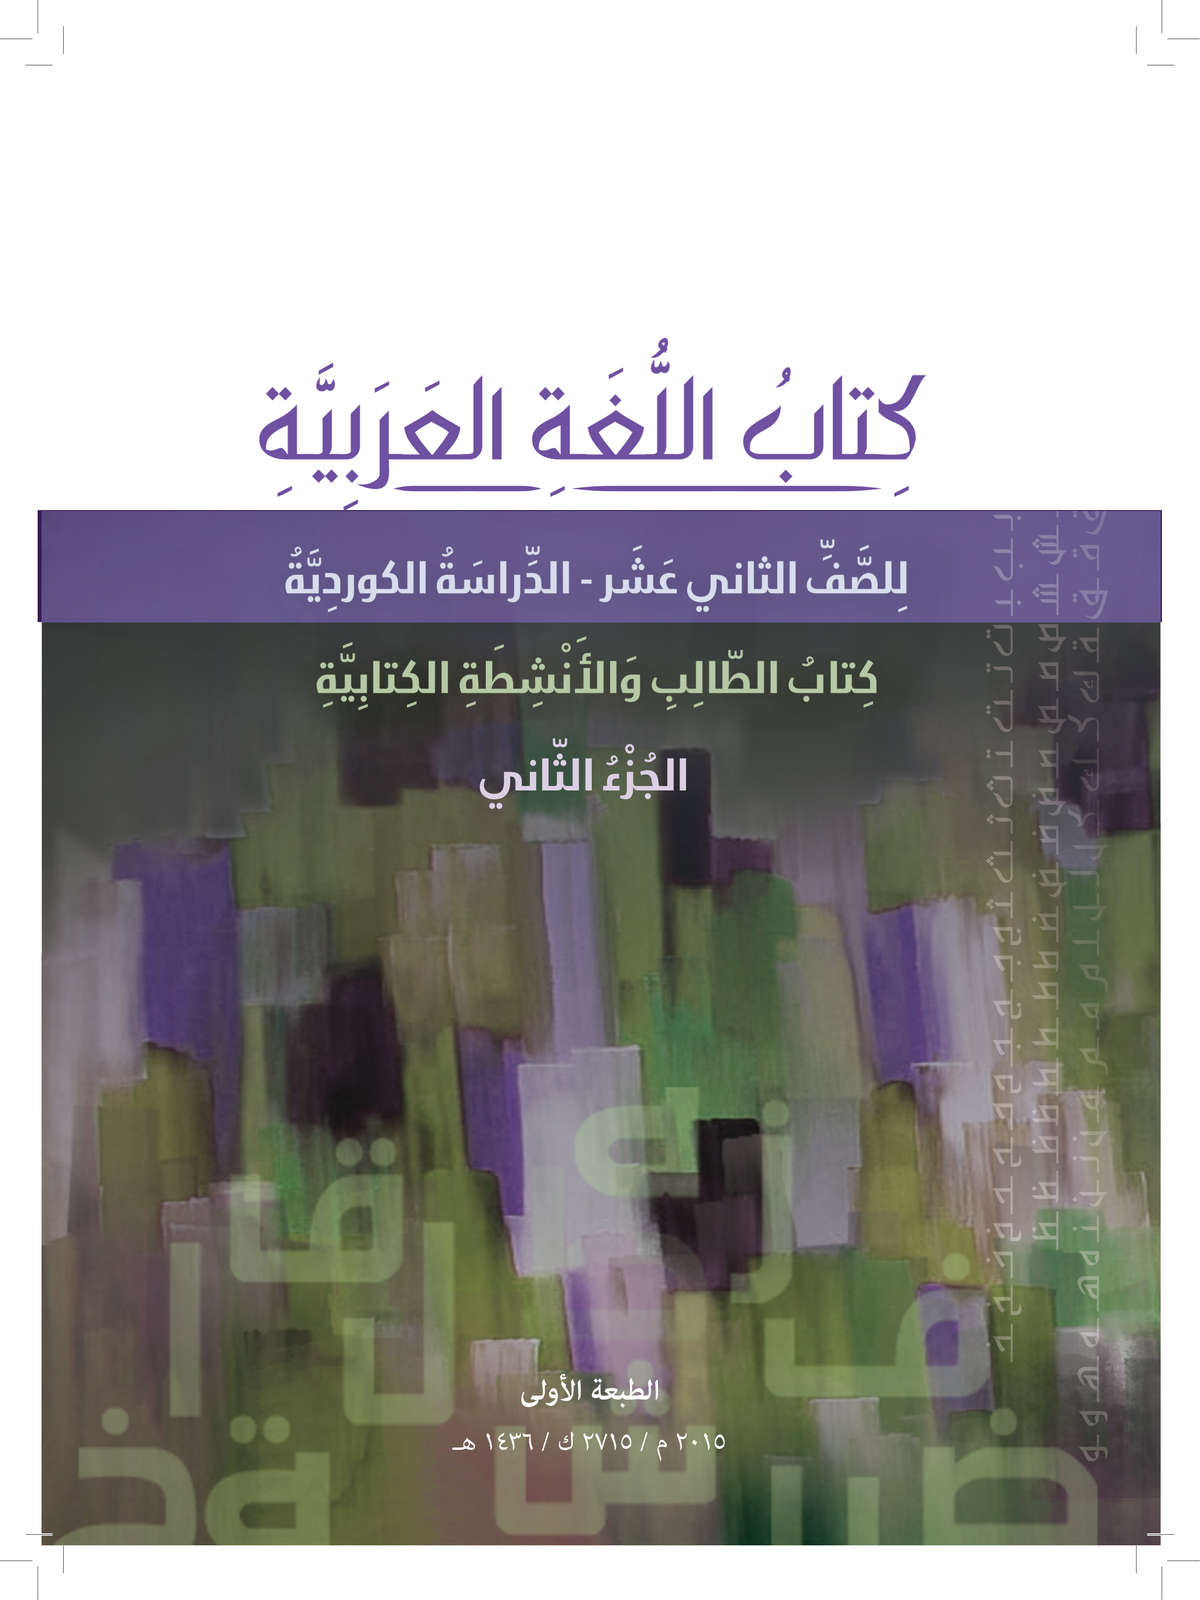 كِتابُ اللُّغَةِ العَرَبِيَّةِ
لِلصَّفِّ الثاني عَشَر - الدِّراسَةُ الكوردِيَّةُ
كِتابُ الطّالِبِ وَالأَنْشِطَةِ الكِتابِيَّةِ
الجُزْءُ الثّاني
الطبعة الأولى
٢٠١٥ م / ٢٧١٥ ك / ١٤٣٦ هـ